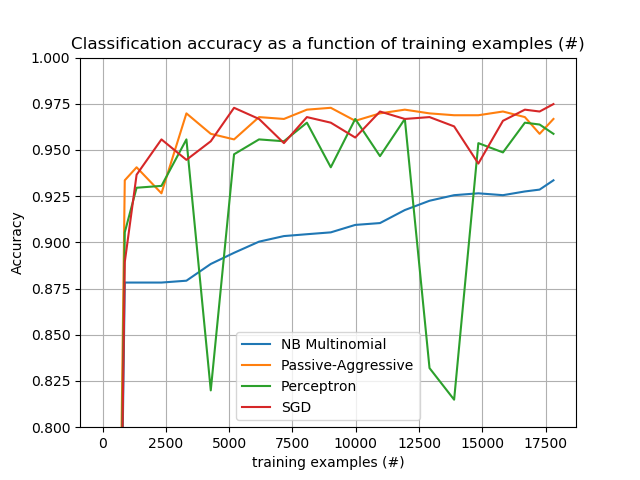 Classification accuracy as a function of training examples (#)
1.000
0.975
0.950
0.925
0.900
0.875
0.850
0.825
0.800
Accuracy
NB Multinomial
Passive-Aggressive
Perceptron
SGD
0 2500 5000 7500 10000 12500 15000 17500
training examples (#)